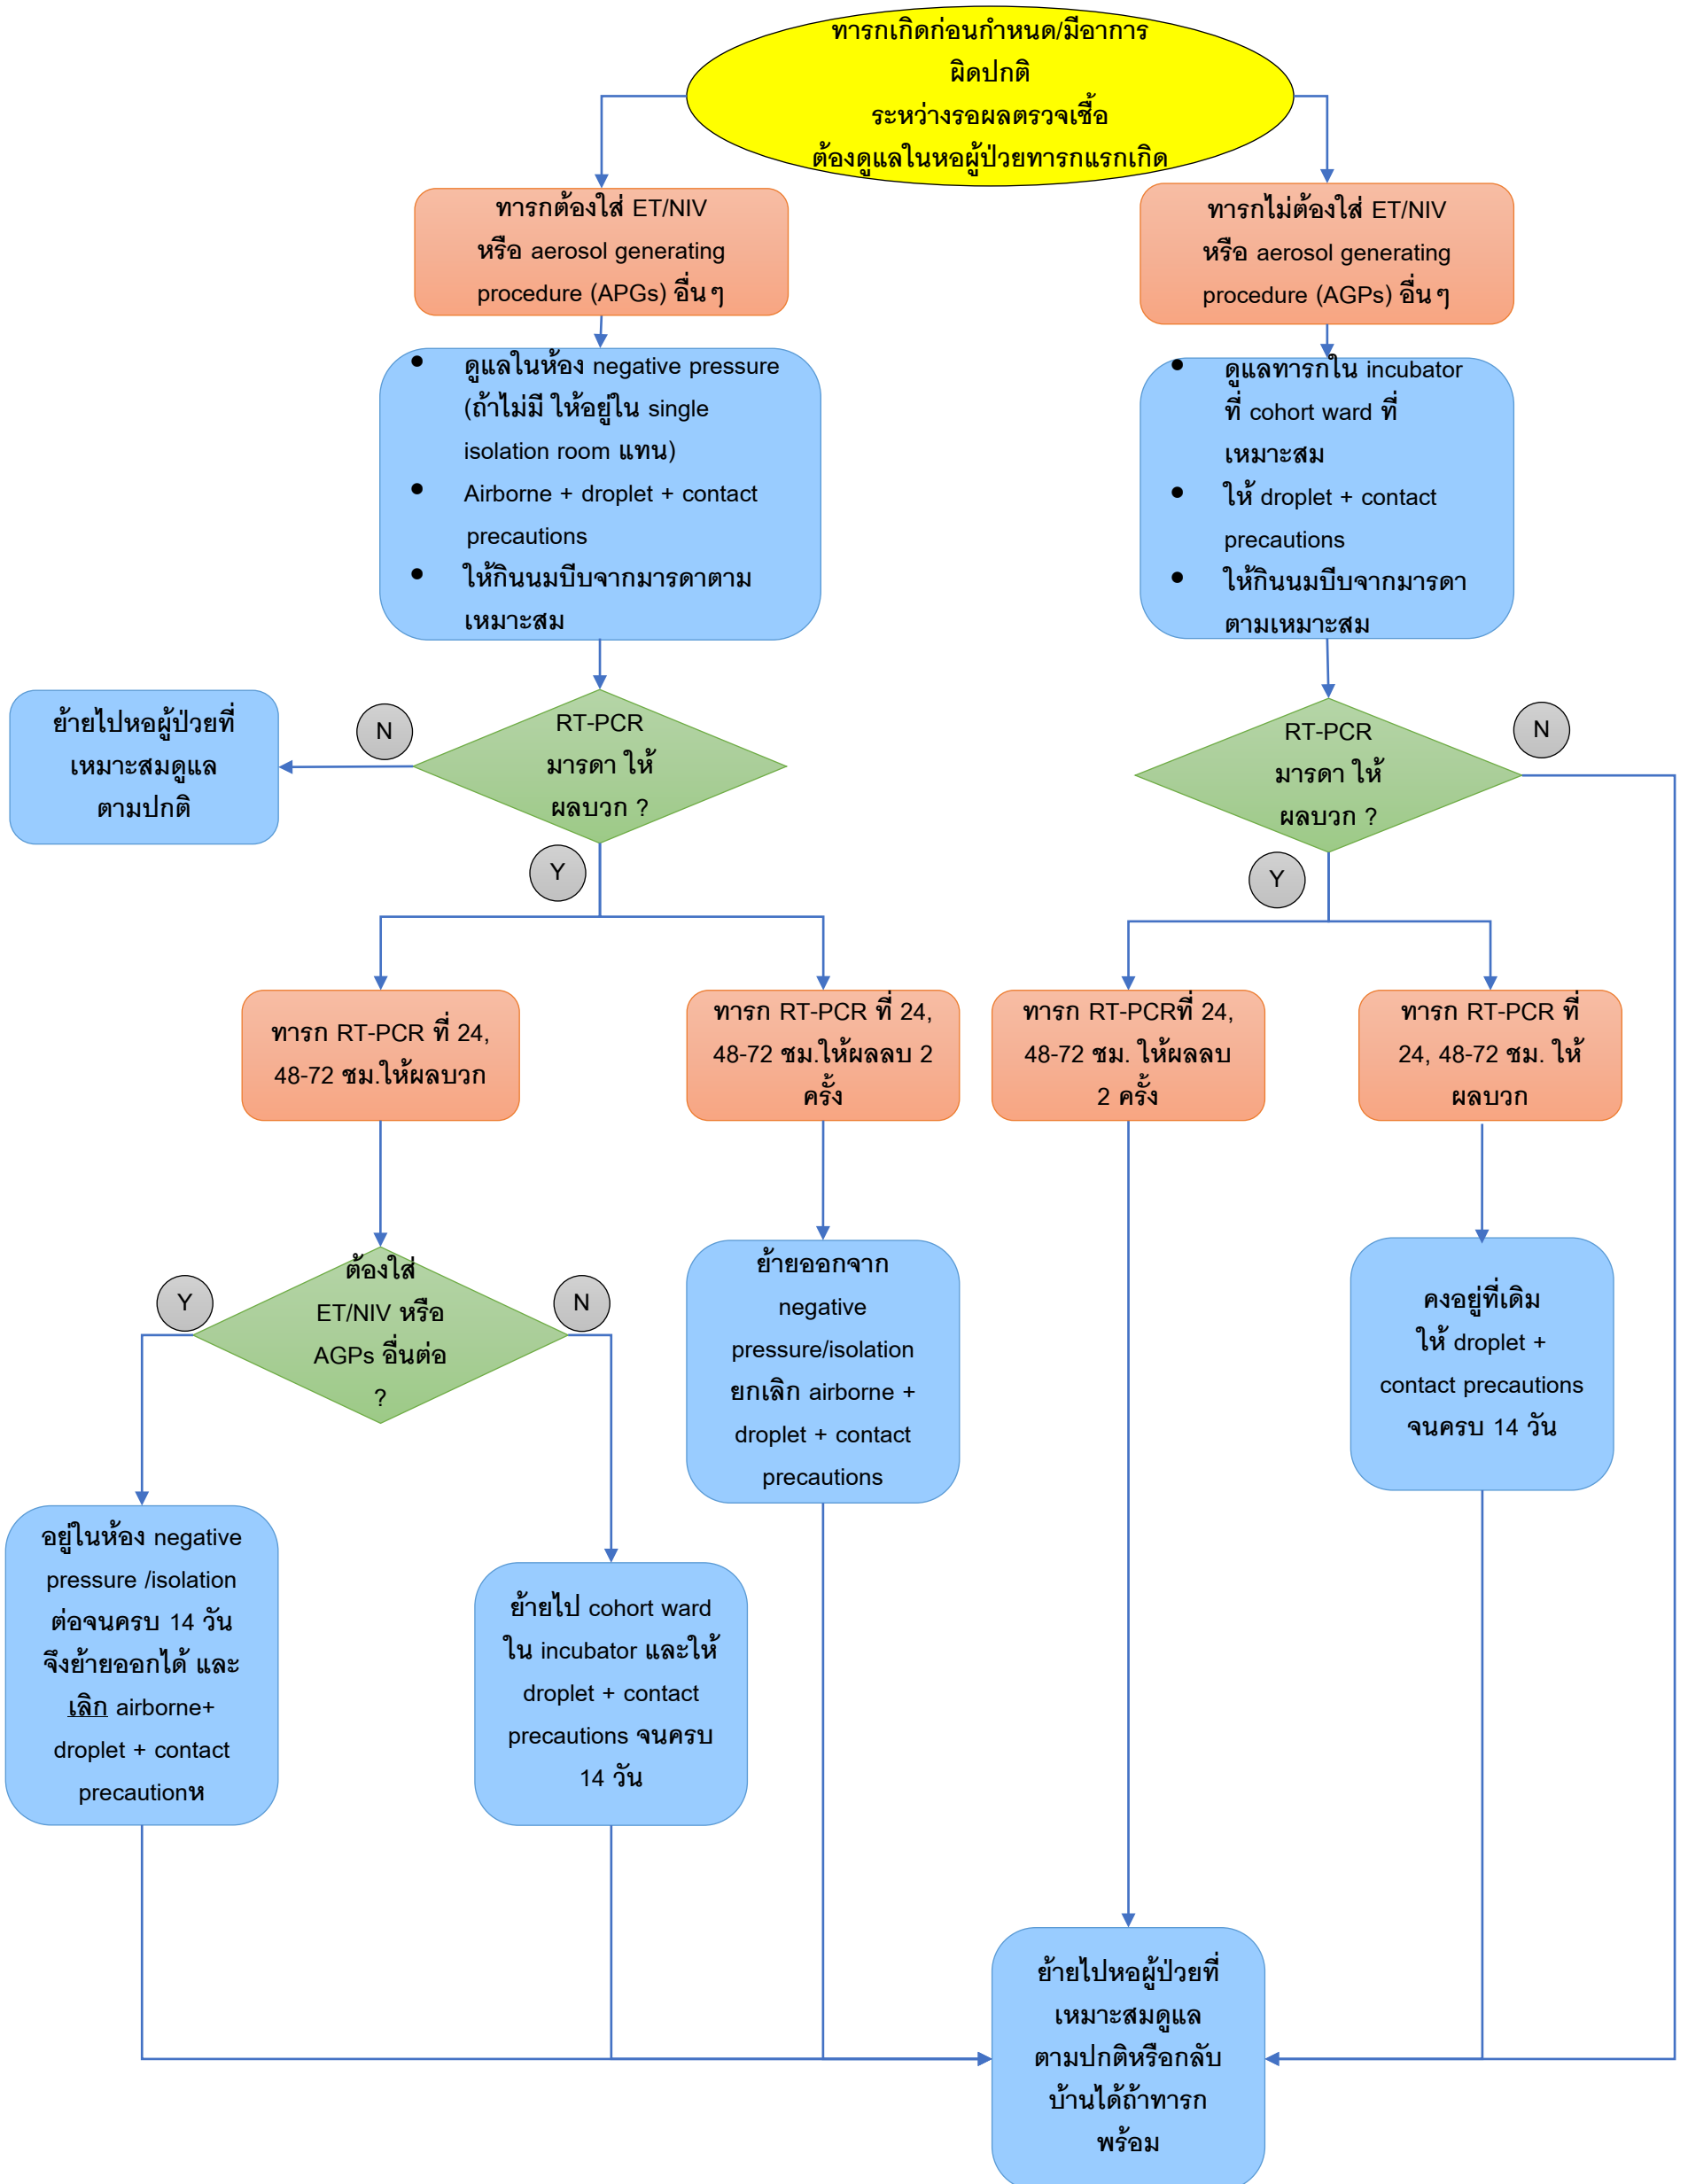 ทารกเกิดก่อนกำหนด/มีอาการ
ผิดปกติ
ระหว่างรอผลตรวจเชื้อ
ต้องดูแลในหอผู้ป่วยทารกแรกเกิด
ทารกต้องใส่ ET/NIV
หรือ aerosol generating
procedure (APGs) อื่น ๆ
ทารกไม่ต้องใส่ ET/NIV
หรือ aerosol generating
procedure (AGPs) อื่น ๆ
• ดูแลในห้อง negative pressure
(ถ้าไม่มี ให้อยู่ใน single
isolation room แทน)
• Airborne + droplet + contact
precautions
• ให้กินนมบีบจากมารดาตาม
เหมาะสม
• ดูแลทารกใน incubator
ที่ cohort ward ที่
เหมาะสม
• ให้ droplet + contact
precautions
• ให้กินนมบีบจากมารดา
ตามเหมาะสม
ย้ายไปหอผู้ป่วยที่
เหมาะสมดูแล
ตามปกติ
N
RT-PCR
มารดา ให้
ผลบวก ?
Y
RT-PCR
มารดา ให้
ผลบวก ?
N
Y
ทารก RT-PCR ที่ 24,
48-72 ชม.ให้ผลบวก
ทารก RT-PCR ที่ 24,
48-72 ชม.ให้ผลลบ 2
ครั้ง
ทารก RT-PCRที่ 24,
48-72 ชม. ให้ผลลบ
2 ครั้ง
ทารก RT-PCR ที่
24, 48-72 ชม. ให้
ผลบวก
Y
ต้องใส่
ET/NIV หรือ
AGPs อื่นต่อ
?
N
ย้ายออกจาก
negative
pressure/isolation
ยกเลิก airborne +
droplet + contact
precautions
คงอยู่ที่เดิม
ให้ droplet +
contact precautions
จนครบ 14 วัน
อยู่ในห้อง negative
pressure /isolation
ต่อจนครบ 14 วัน
จึงย้ายออกได้ และ
เลิก airborne+
droplet + contact
precautionห
ย้ายไป cohort ward
ใน incubator และให้
droplet + contact
precautions จนครบ
14 วัน
ย้ายไปหอผู้ป่วยที่
เหมาะสมดูแล
ตามปกติหรือกลับ
บ้านได้ถ้าทารก
พร้อม